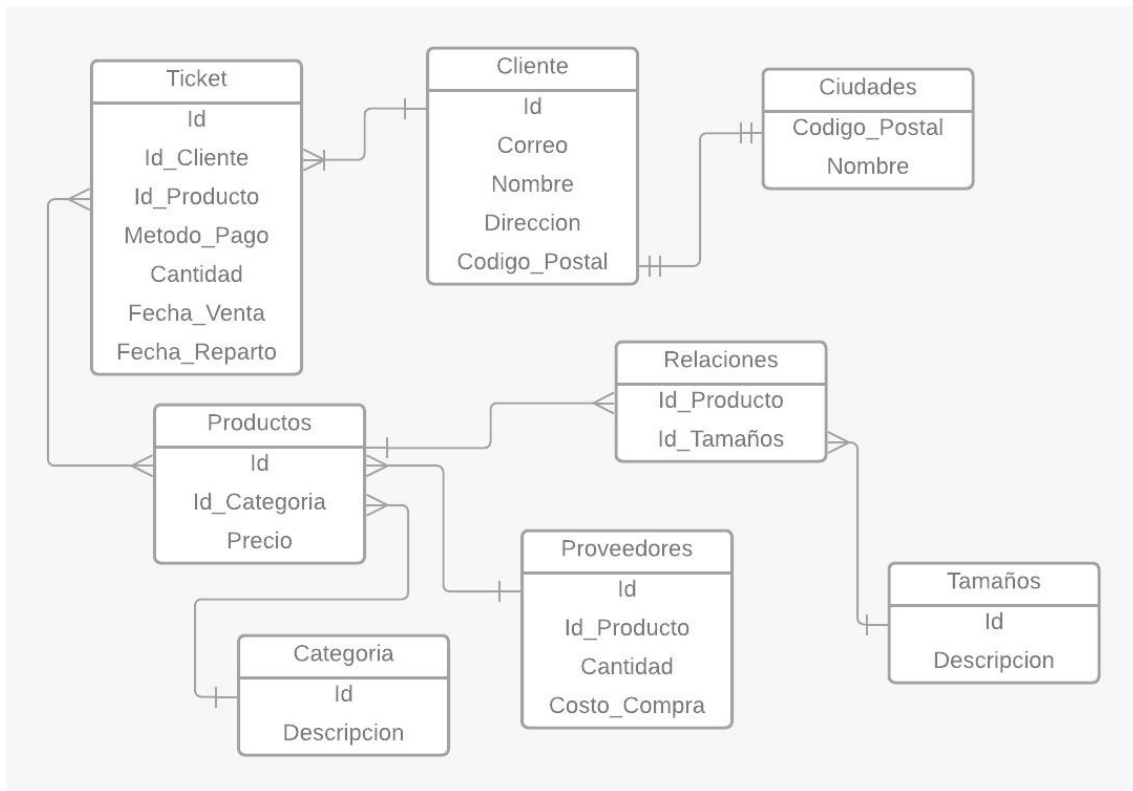 Ticket
Id
Id_Cliente
Id_Producto
Metodo_Pago
Cantidad
Fecha_Venta
Fecha_Reparto
Cliente
Id
Correo
Nombre
Direccion
Codigo_Postal
Ciudades
Codigo_Postal
Nombre
Relaciones
Id_Producto
Id_Tamaños
Productos
Id
Id_Categoria
Precio
Proveedores
Id
Id_Producto
Cantidad
Costo_Compra
Tamaños
Id
Descripcion
Categoria
Id
Descripcion